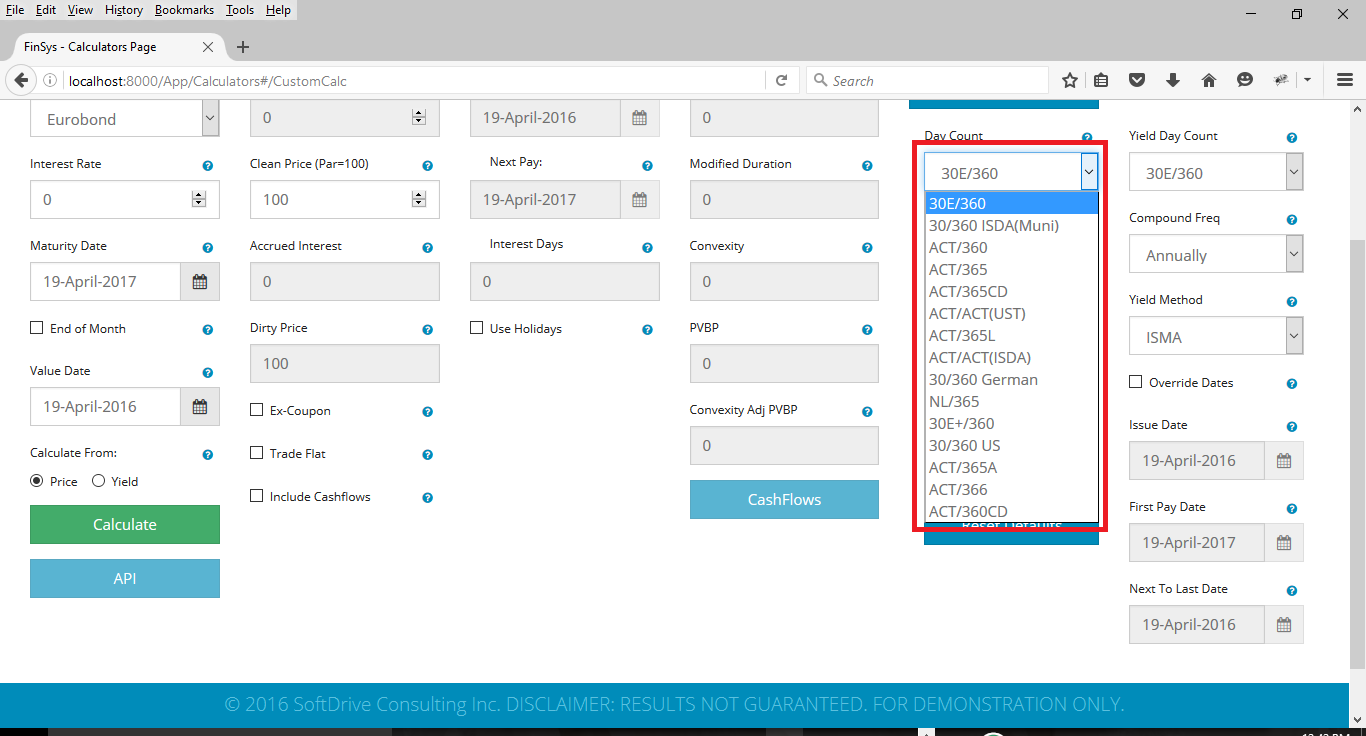 File Edit View History Bookmarks Tools Help
FinSys - Calculators Page
localhost:8000/App/Calculators#/CustomCalc
Search
Eurobond
Interest Rate
0
Maturity Date
19-April-2017
End of Month
Value Date
19-April-2016
Calculate From:
Price Yield
Calculate
API
0
Clean Price (Par=100)
100
Accrued Interest
0
Dirty Price
100
Ex-Coupon
Trade Flat
Include Cashflows
19-April-2016
Next Pay:
19-April-2017
Interest Days
0
Use Holidays
0
Modified Duration
0
Convexity
0
PVBP
0
Convexity Adj PVBP
0
CashFlows
Day Count
30E/360
30E/360
30/360 ISDA(Muni)
ACT/360
ACT/365
ACT/365CD
ACT/ACT(UST)
ACT/365L
ACT/ACT(ISDA)
30/360 German
NL/365
30E+/360
30/360 US
ACT/365A
ACT/366
ACT/360CD
Reset Defaults
Yield Day Count
30E/360
Compound Freq
Annually
Yield Method
ISMA
Override Dates
Issue Date
19-April-2016
First Pay Date
19-April-2017
Next To Last Date
19-April-2016
© 2016 SoftDrive Consulting Inc. DISCLAIMER: RESULTS NOT GUARANTEED. FOR DEMONSTRATION ONLY.